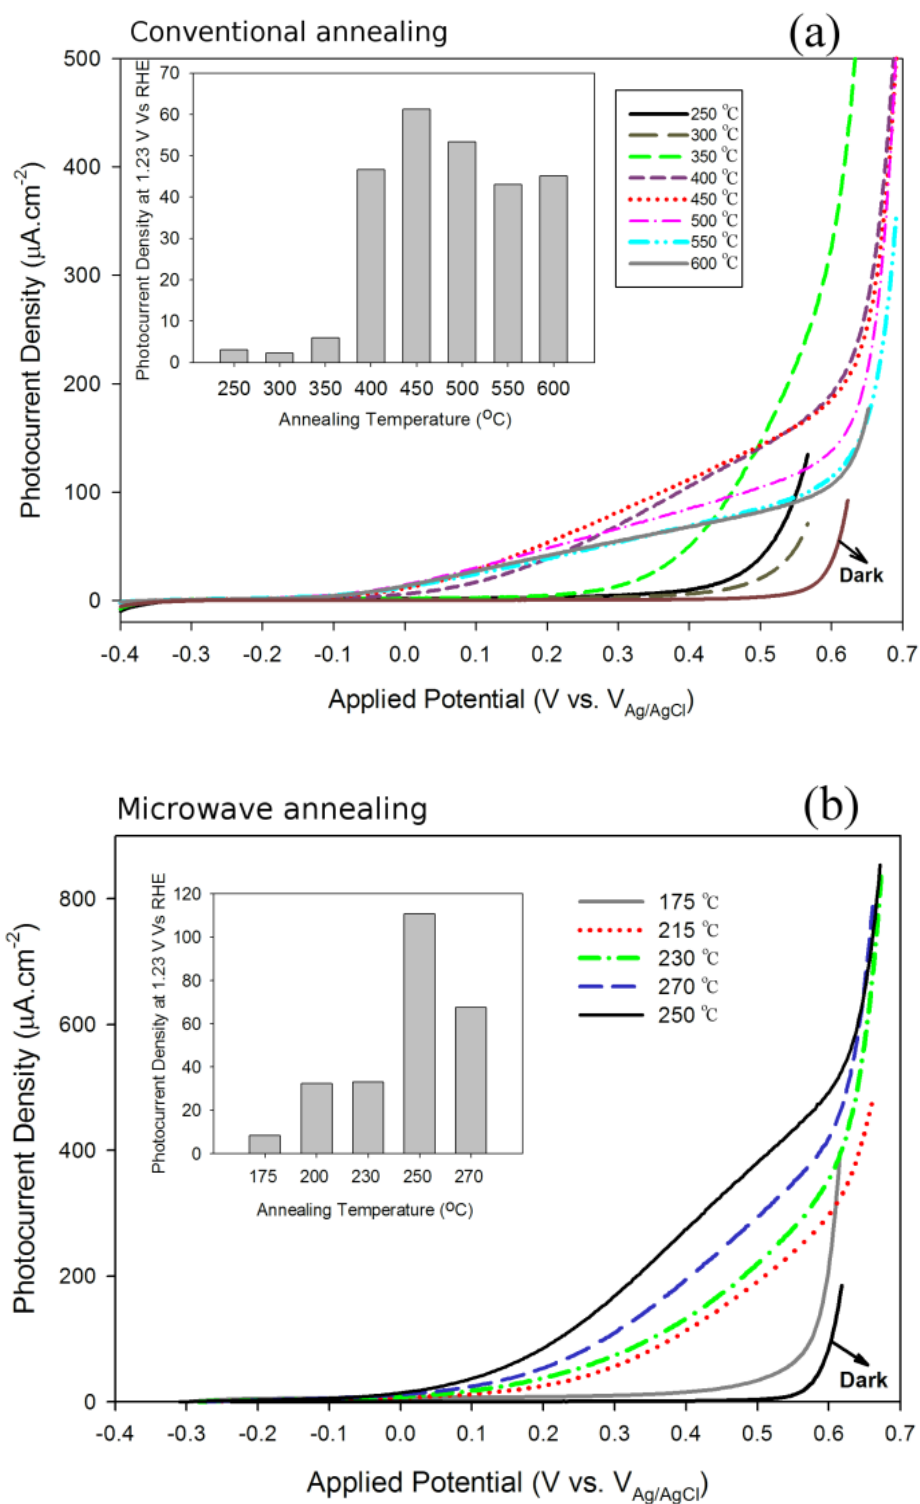 Conventional annealing
(a)
Photocurrent Density (μA.cm-2)
500
400
300
200
100
0
Photocurrent Density at 1.23 V Vs RHE
70
60
50
40
30
20
10
0
250 300 350 400 450 500 550 600
Annealing Temperature (OC)
250 °C
300 °C
350 °C
400 °C
450 °C
500 °C
550 °C
600 °C
Dark
-0.4 -0.3 -0.2 -0.1 0.0 0.1 0.2 0.3 0.4 0.5 0.6 0.7
Applied Potential (V vs. VAg/AgCl)
Microwave annealing
(b)
Photocurrent Density (μA.cm-2)
800
600
400
200
0
Photocurrent Density at 1.23 V Vs RHE
120
100
80
60
40
20
0
175 200 230 250 270
Annealing Temperature (OC)
175 °C
215 °C
230 °C
270 °C
250 °C
Dark
-0.4 -0.3 -0.2 -0.1 0.0 0.1 0.2 0.3 0.4 0.5 0.6 0.7
Applied Potential (V vs. VAg/AgCl)